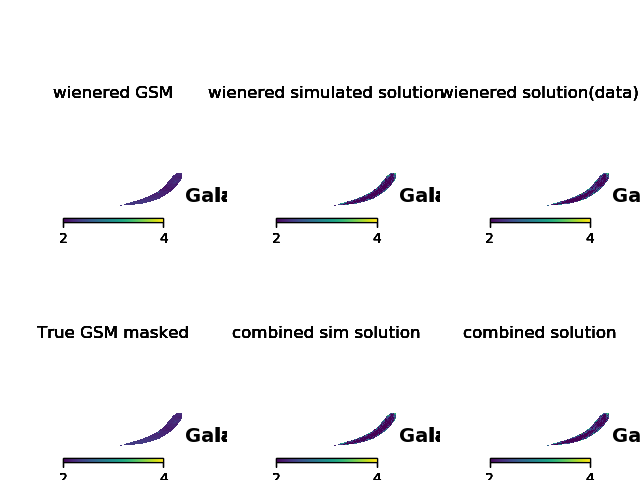 wienered GSM
wienered simulated solution
wienered solution(data)
Gala
Gala
Ga
2 4
2 4
2 4
True GSM masked
combined sim solution
combined solution
Gala
Gala
Ga
2 4
2 4
2 4